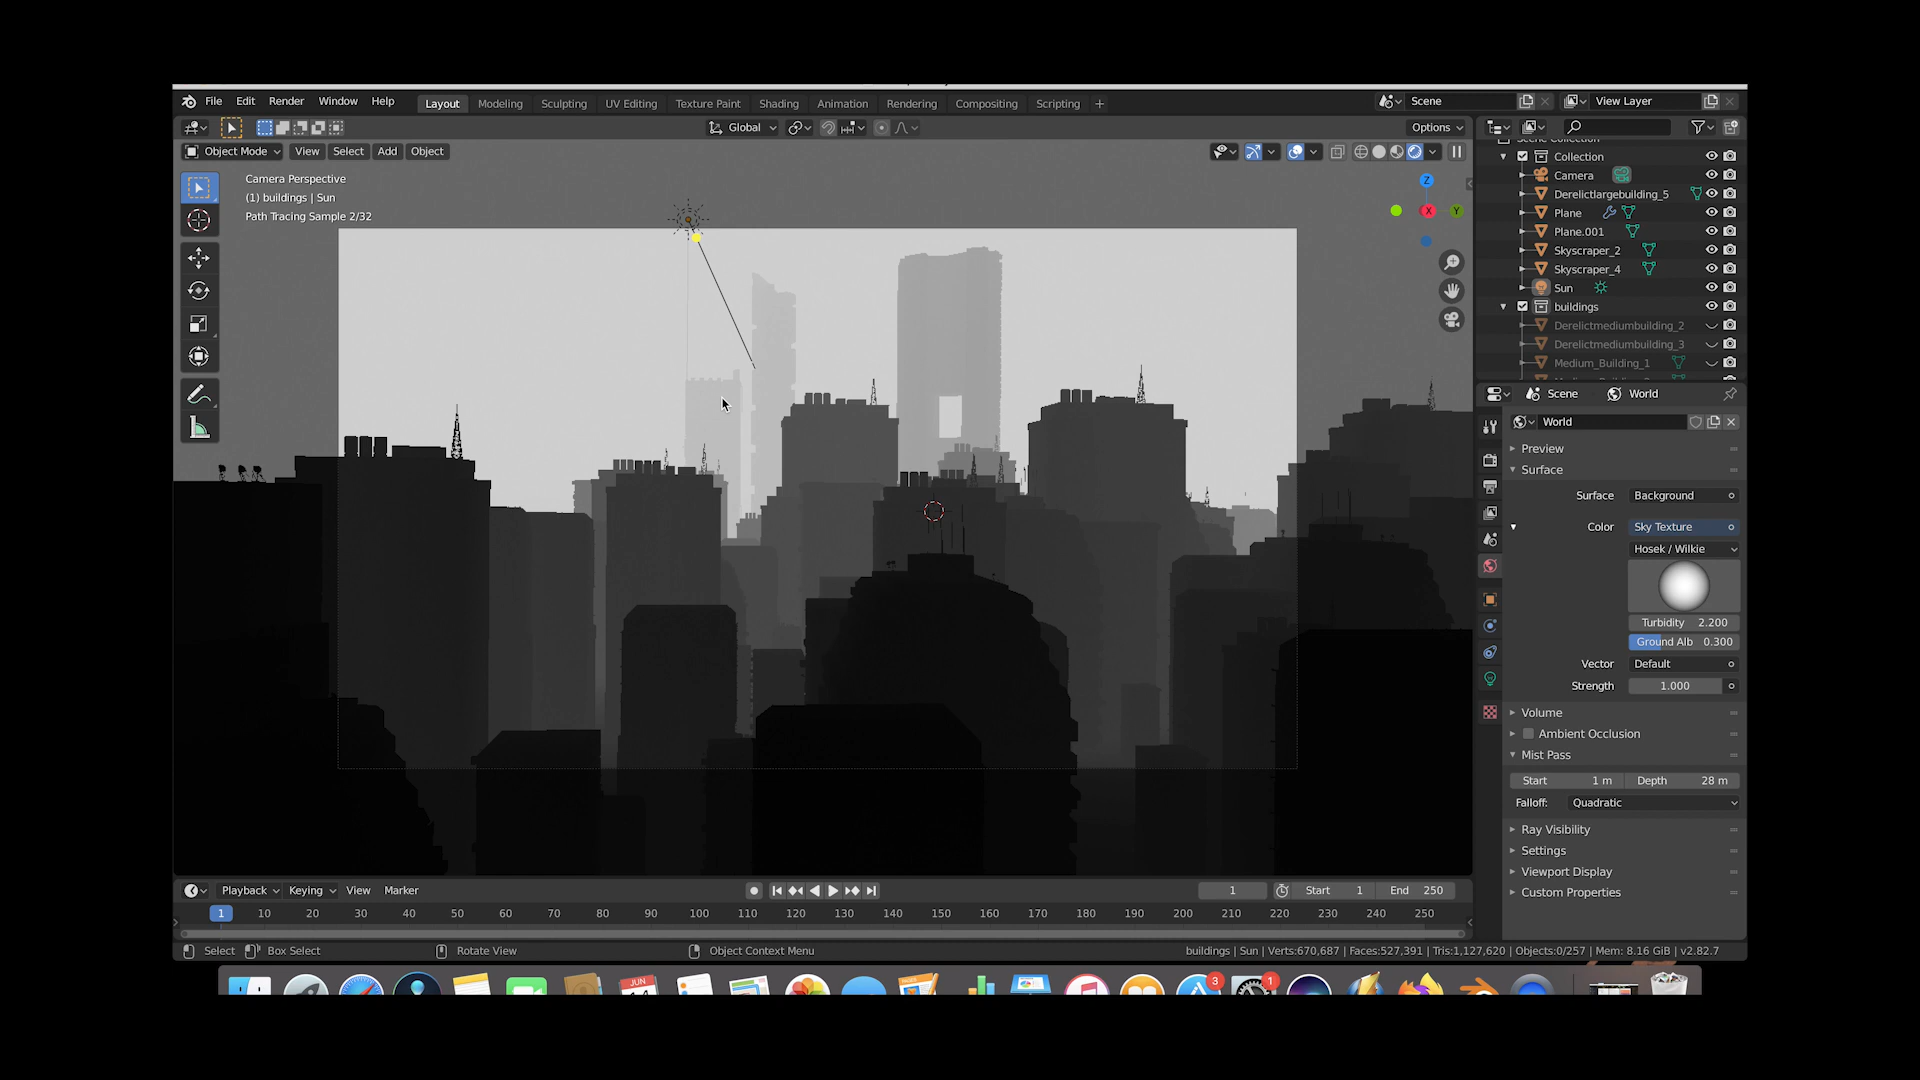 File Edit Render Window Help
Layout Modeling Sculpting UV Editing Texture Paint Shading Animation Rendering Compositing Scripting +
Scene
View Layer
Global
Options
Object Mode View Select Add Object
Camera Perspective
(1) buildings | Sun
Path Tracing Sample 2/32
Z
X
Y
Collection
Camera
Derelictlargebuilding_5
Plane
Plane.001
Skyscraper_2
Skyscraper_4
Sun
buildings
Derelictmediumbuilding_2
Derelictmediumbuilding_3
Medium_Building_1
Scene World
World
Preview
Surface
Surface Background
Color Sky Texture
Hosek / Wilkie
Turbidity 2.200
Ground Alb 0.300
Vector Default
Strength 1.000
Volume
Ambient Occlusion
Mist Pass
Start 1 m Depth 28 m
Falloff: Quadratic
Ray Visibility
Settings
Viewport Display
Custom Properties
Playback Keying View Marker
1 Start 1 End 250
1 10 20 30 40 50 60 70 80 90 100 110 120 130 140 150 160 170 180 190 200 210 220 230 240 250
Select Box Select Rotate View Object Context Menu
buildings | Sun | Verts:670,687 | Faces:527,391 | Tris:1,127,620 | Objects:0/257 | Mem: 8.16 GiB | v2.82.7
JUN
3
1